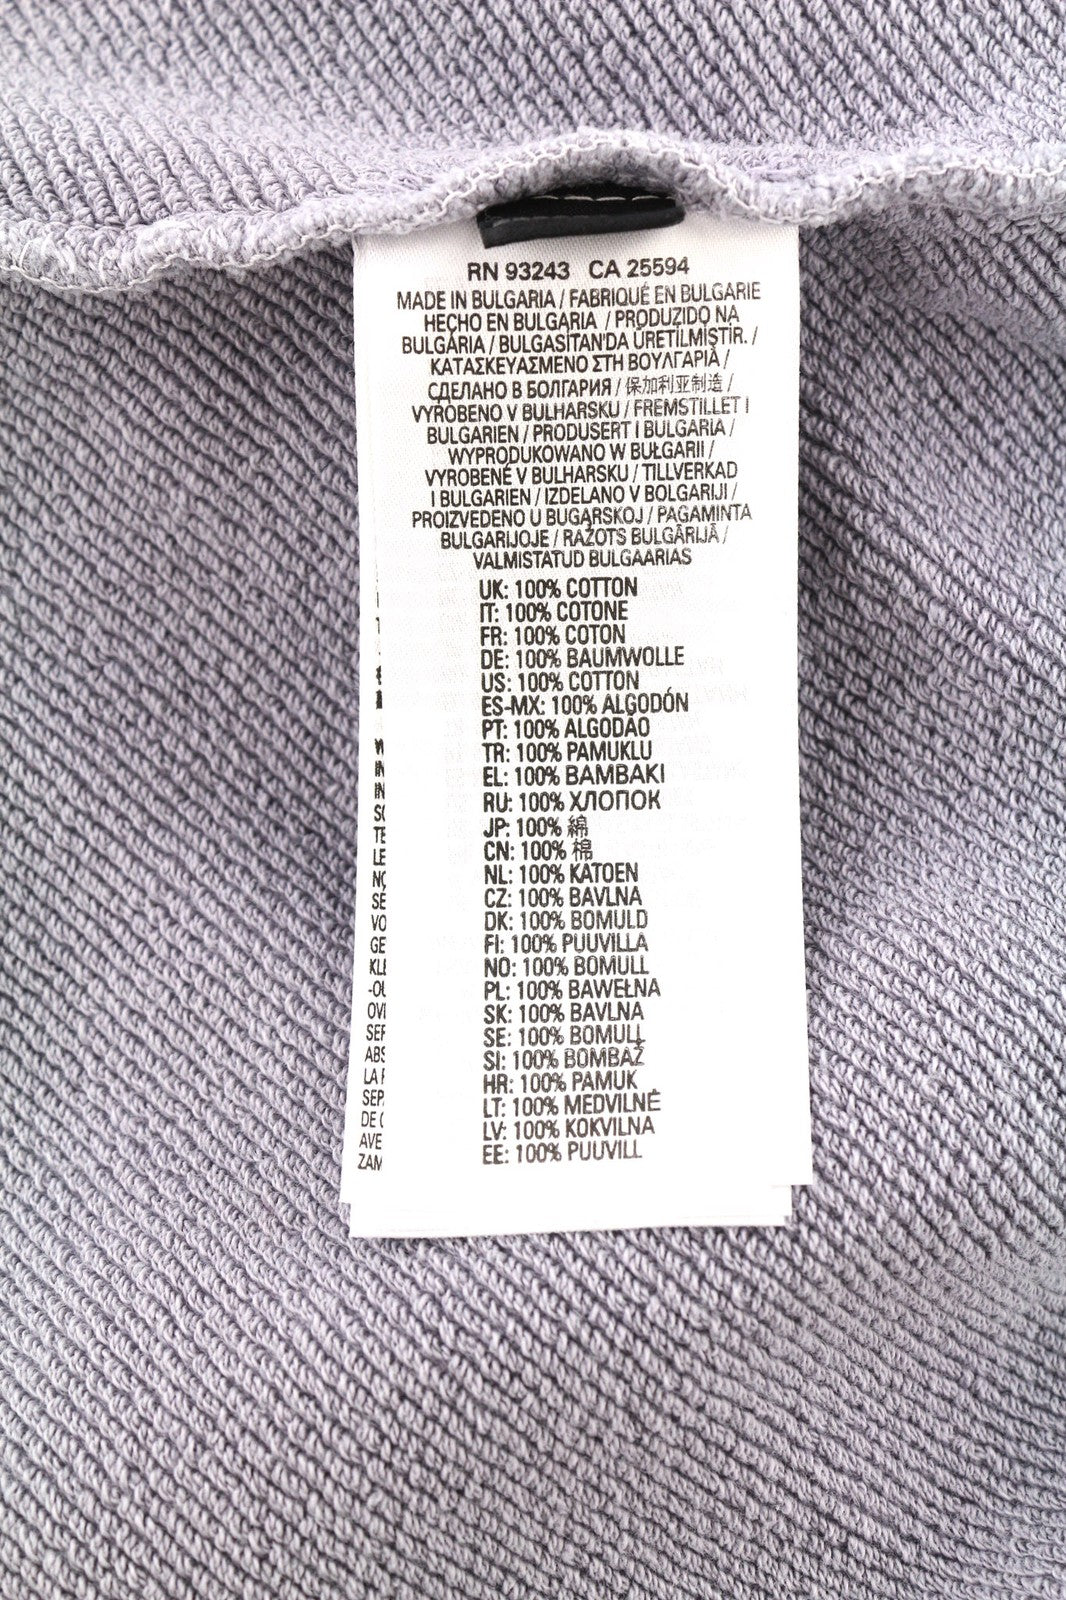 RN 93243 CA 25594
MADE IN BULGARIA / FABRIQUÉ EN BULGARIE
HECHO EN BULGARIA / PRODUZIDO NA
BULGÁRIA / BULGASITAN'DA ÜRETİLMİŞTİR. /
ΚΑΤΑΣΚΕΥΑΣΜΕΝΟ ΣΤΗ ΒΟΥΛΓΑΡΙΑ /
СДЕЛАНО В БОЛГАРИЯ / 保加利亚制造 /
VYROBENO V BULHARSKU / FREMSTILLET I
BULGARIEN / PRODUSERT I BULGARIA /
WYPRODUKOWANO W BUŁGARII /
VYROBENÉ V BULHARSKU / TILLVERKAD
I BULGARIEN / IZDELANO V BOLGARIJI /
PROIZVEDENO U BUGARSKOJ / PAGAMINTA
BULGARIJOJE / RAŽOTS BULGĀRIJĀ /
VALMISTATUD BULGAARIAS
UK: 100% COTTON
IT: 100% COTONE
FR: 100% COTON
DE: 100% BAUMWOLLE
US: 100% COTTON
ES-MX: 100% ALGODÓN
PT: 100% ALGODÃO
TR: 100% PAMUKLU
EL: 100% ΒΑΜΒΑΚΙ
RU: 100% ХЛОПОК
JP: 100% 綿
CN: 100% 棉
NL: 100% KATOEN
CZ: 100% BAVLNA
DK: 100% BOMULD
FI: 100% PUUVILLA
NO: 100% BOMULL
PL: 100% BAWEŁNA
SK: 100% BAVLNA
SE: 100% BOMULL
SI: 100% BOMBAŽ
HR: 100% PAMUK
LT: 100% MEDVILNĖ
LV: 100% KOKVILNA
EE: 100% PUUVILL